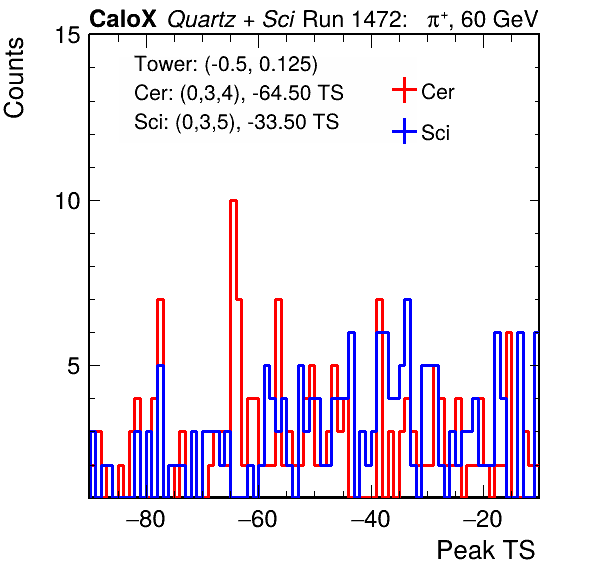 CaloX Quartz + Sci Run 1472: π+, 60 GeV
Counts
15
10
5
Tower: (-0.5, 0.125)
Cer: (0,3,4), -64.50 TS
Sci: (0,3,5), -33.50 TS
Cer
Sci
−80 −60 −40 −20
Peak TS